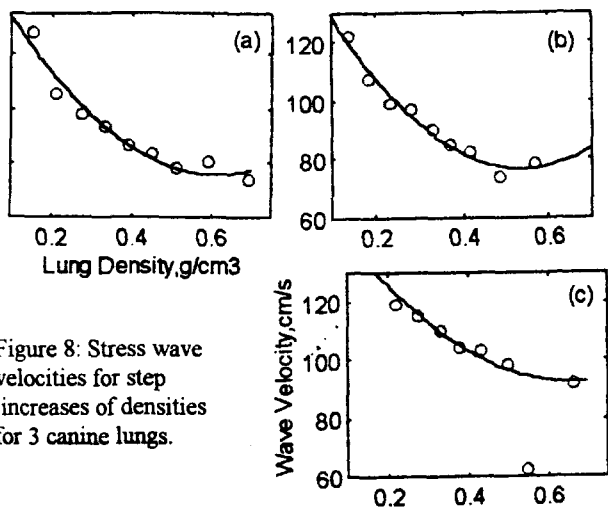 (a)
0.2 0.4 0.6
Lung Density,g/cm3
120
100
80
60
(b)
0.2 0.4 0.6
Wave Velocity,cm/s
120
100
80
60
(c)
0.2 0.4 0.6
Figure 8: Stress wave
velocities for step
increases of densities
for 3 canine lungs.